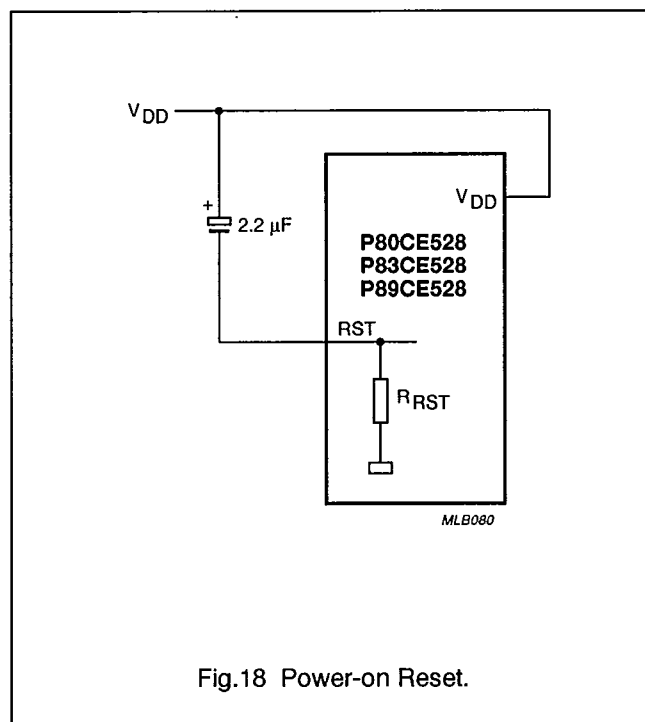 VDD
+
2.2 µF
VDD
P80CE528
P83CE528
P89CE528
RST
RRST
MLB080
Fig.18 Power-on Reset.